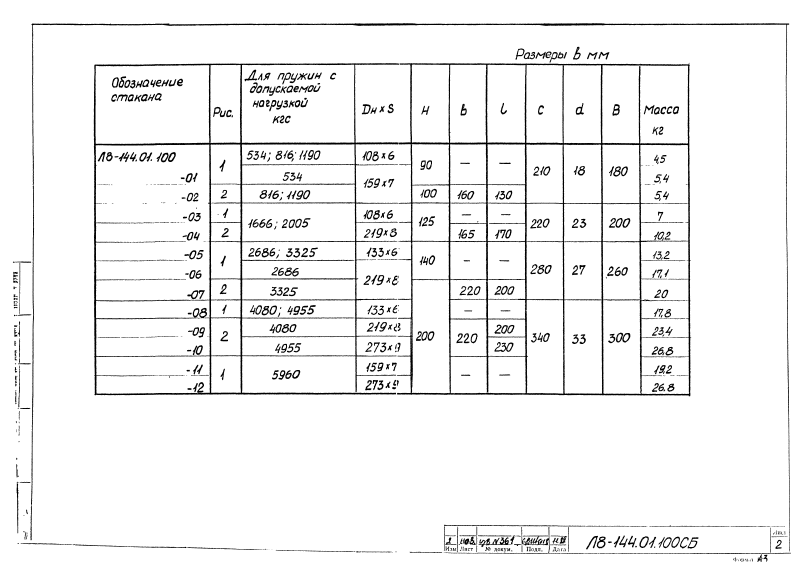 Размеры в мм
Обозначение стакана | Рис. | Для пружин с допускаемой нагрузкой кгс | Dн×S | H | b | l | c | d | B | Масса кг
Л8-144.01.100 | 1 | 534; 816; 1190 | 108×6 | 90 | — | — | 210 | 18 | 180 | 4,5
-01 | 534 | 159×7 | 5,4
-02 | 2 | 816; 1190 | 100 | 160 | 130 | 5,4
-03 | 1 | 1666; 2005 | 108×6 | 125 | — | — | 220 | 23 | 200 | 7
-04 | 2 | 219×8 | 165 | 170 | 10,2
-05 | 1 | 2686; 3325 | 133×6 | 140 | — | — | 280 | 27 | 260 | 13,2
-06 | 2686 | 219×8 | 17,1
-07 | 2 | 3325 | 200 | 220 | 200 | 20
-08 | 1 | 4080; 4955 | 133×6 | — | — | 340 | 33 | 300 | 17,8
-09 | 2 | 4080 | 219×8 | 220 | 200 | 23,4
-10 | 4955 | 273×9 | 230 | 26,8
-11 | 1 | 5960 | 159×7 | — | — | 19,2
-12 | 273×9 | 26.8
Изм Лист № докум. Подп. Дата
Л8-144.01.100СБ
Лист
2
Формат А3